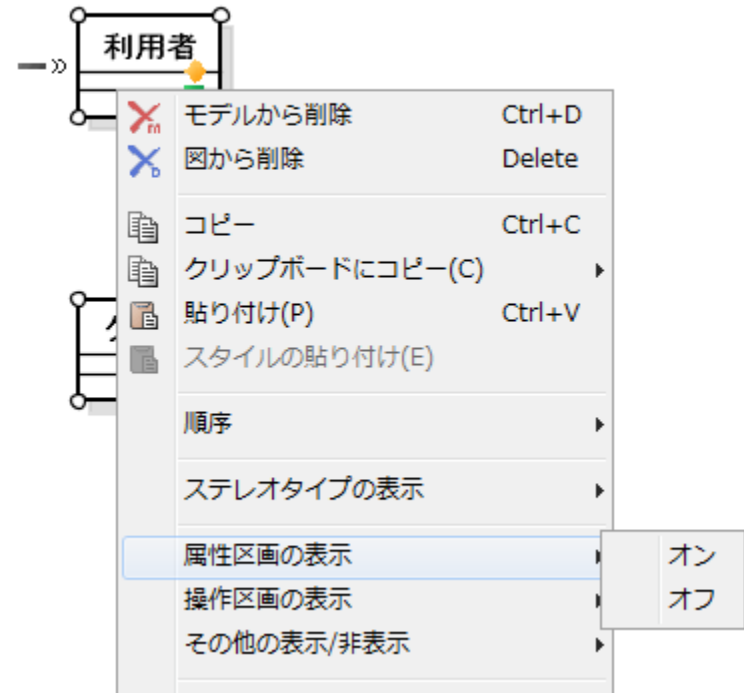 利用者
モデルから削除 Ctrl+D
図から削除 Delete
コピー Ctrl+C
クリップボードにコピー(C)
貼り付け(P) Ctrl+V
スタイルの貼り付け(E)
順序
ステレオタイプの表示
属性区画の表示
オン
操作区画の表示
オフ
その他の表示/非表示